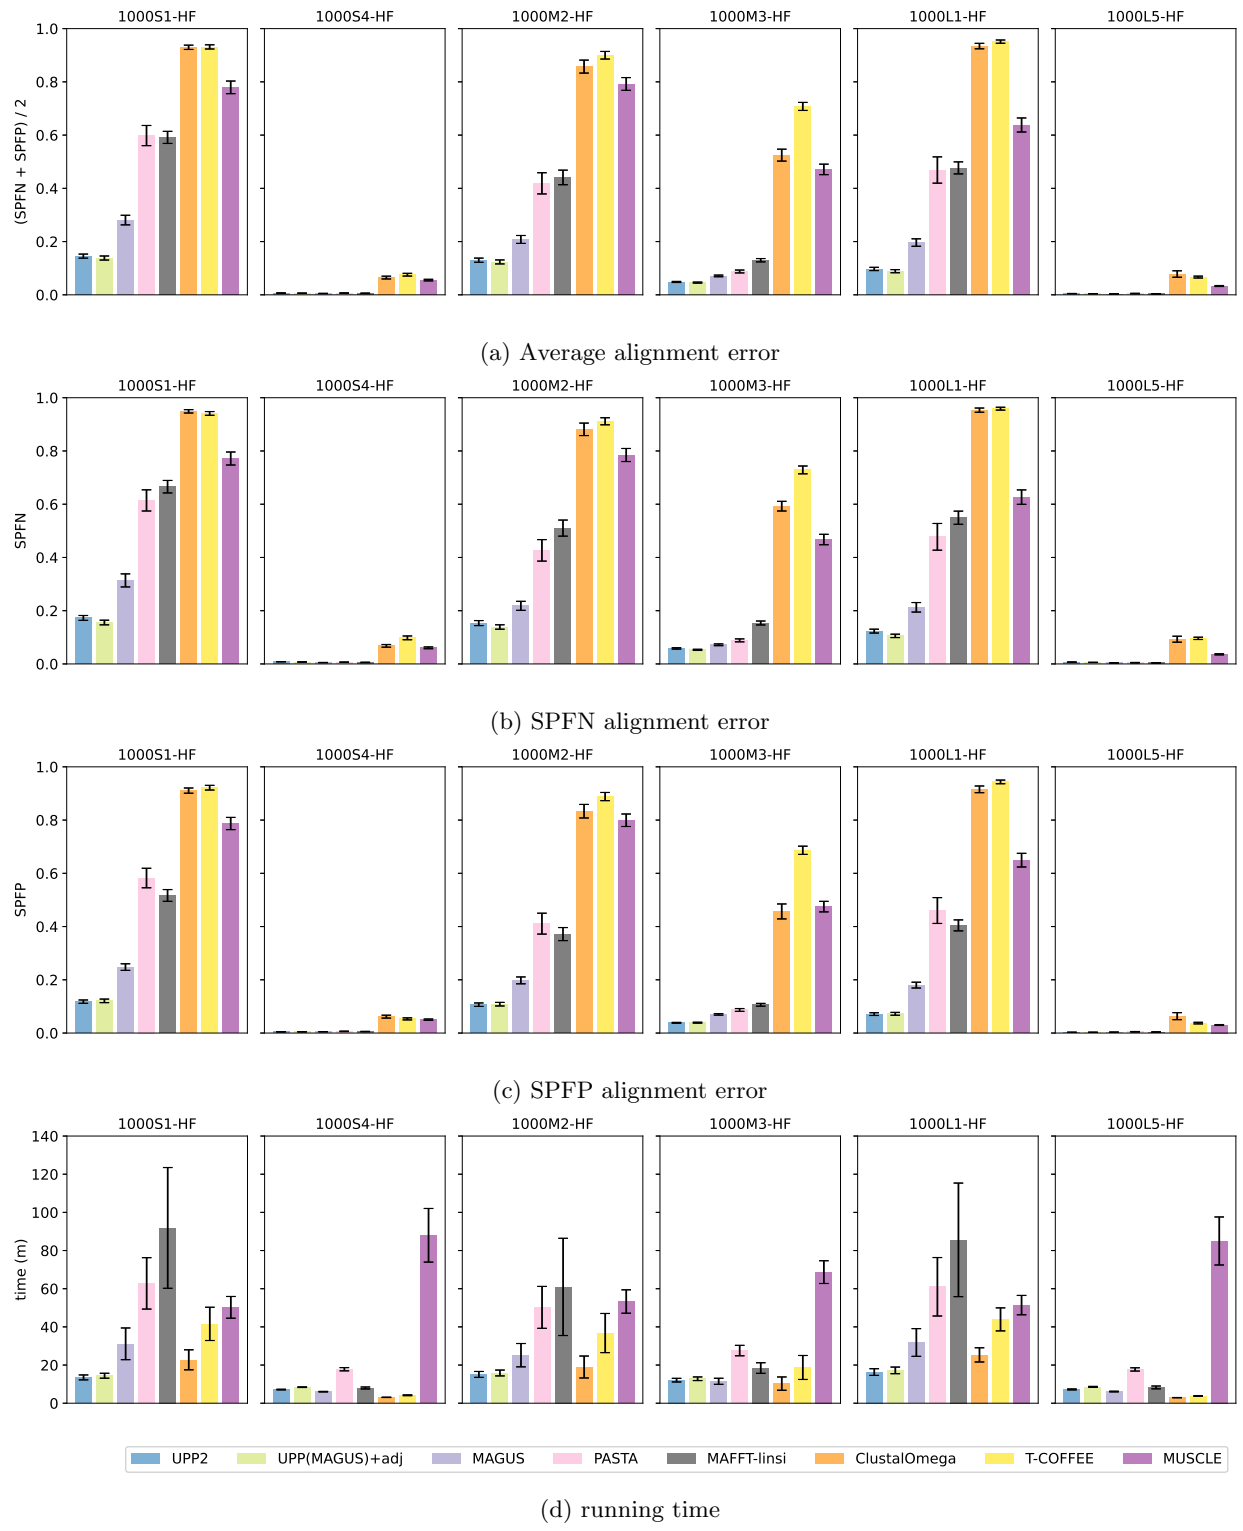 1000S1-HF 1000S4-HF 1000M2-HF 1000M3-HF 1000L1-HF 1000L5-HF
1.0
0.8
0.6
0.4
0.2
0.0
(SPFN + SPFP) / 2
(a) Average alignment error
1000S1-HF 1000S4-HF 1000M2-HF 1000M3-HF 1000L1-HF 1000L5-HF
1.0
0.8
0.6
0.4
0.2
0.0
SPFN
(b) SPFN alignment error
1000S1-HF 1000S4-HF 1000M2-HF 1000M3-HF 1000L1-HF 1000L5-HF
1.0
0.8
0.6
0.4
0.2
0.0
SPFP
(c) SPFP alignment error
1000S1-HF 1000S4-HF 1000M2-HF 1000M3-HF 1000L1-HF 1000L5-HF
140
120
100
80
60
40
20
0
time (m)
UPP2 UPP(MAGUS)+adj MAGUS PASTA MAFFT-linsi ClustalOmega T-COFFEE MUSCLE
(d) running time